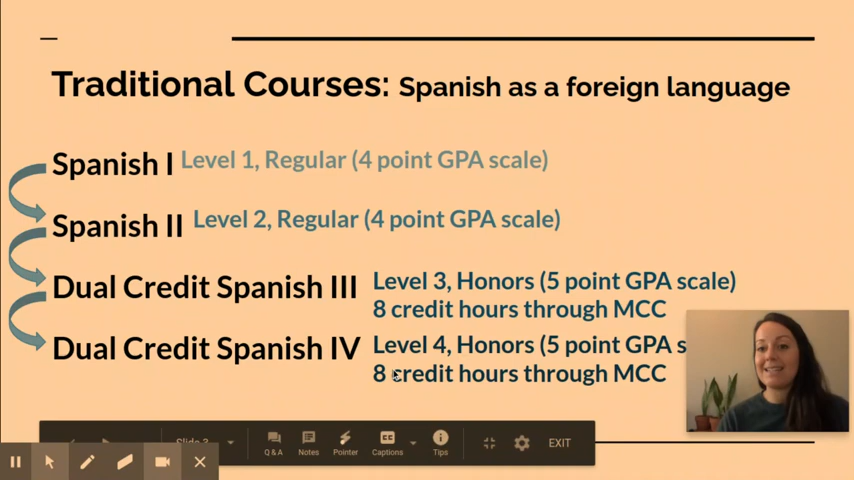 Traditional Courses: Spanish as a foreign language
Spanish I Level 1, Regular (4 point GPA scale)
Spanish II Level 2, Regular (4 point GPA scale)
Dual Credit Spanish III Level 3, Honors (5 point GPA scale)
8 credit hours through MCC
Dual Credit Spanish IV Level 4, Honors (5 point GPA
8 credit hours through MCC
Slide 3
Q & A Notes Pointer Captions Tips EXIT